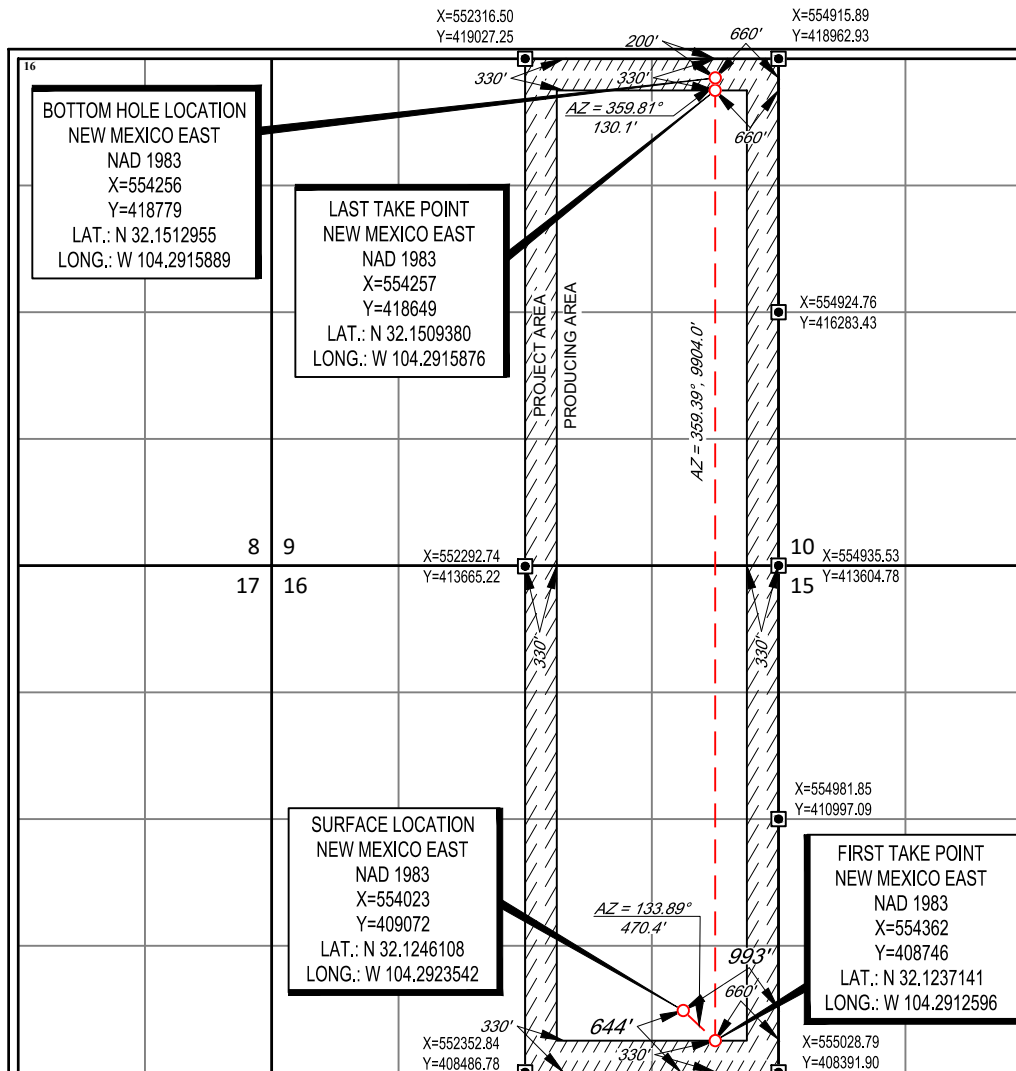 X=552316.50
Y=419027.25
X=554915.89
Y=418962.93
16
200'
660'
330'
330'
AZ = 359.81°
130.1'
660'
BOTTOM HOLE LOCATION
NEW MEXICO EAST
NAD 1983
X=554256
Y=418779
LAT.: N 32.1512955
LONG.: W 104.2915889
LAST TAKE POINT
NEW MEXICO EAST
NAD 1983
X=554257
Y=418649
LAT.: N 32.1509380
LONG.: W 104.2915876
PROJECT AREA
PRODUCING AREA
AZ = 359.39°, 9904.0'
X=554924.76
Y=416283.43
8
9
17
16
X=552292.74
Y=413665.22
10
15
X=554935.53
Y=413604.78
330'
330'
X=554981.85
Y=410997.09
SURFACE LOCATION
NEW MEXICO EAST
NAD 1983
X=554023
Y=409072
LAT.: N 32.1246108
LONG.: W 104.2923542
AZ = 133.89°
470.4'
993'
660'
FIRST TAKE POINT
NEW MEXICO EAST
NAD 1983
X=554362
Y=408746
LAT.: N 32.1237141
LONG.: W 104.2912596
330'
644'
330'
X=552352.84
Y=408486.78
X=555028.79
Y=408391.90